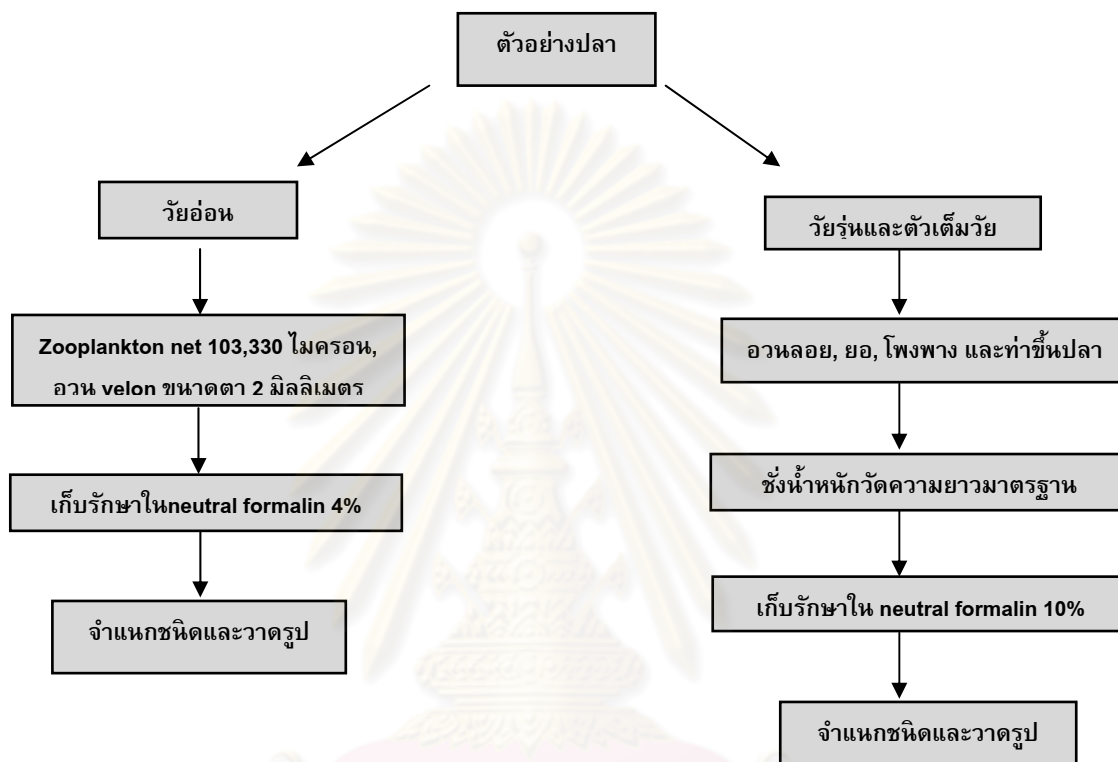 ตัวอย่างปลา
วัยอ่อน
Zooplankton net 103,330 ไมครอน,
อวน velon ขนาดตา 2 มิลลิเมตร
เก็บรักษาในneutral formalin 4%
จำแนกชนิดและวาดรูป
วัยรุ่นและตัวเต็มวัย
อวนลอย, ยอ, โพงพาง และท่าขึ้นปลา
ชั่งน้ำหนักวัดความยาวมาตรฐาน
เก็บรักษาใน neutral formalin 10%
จำแนกชนิดและวาดรูป